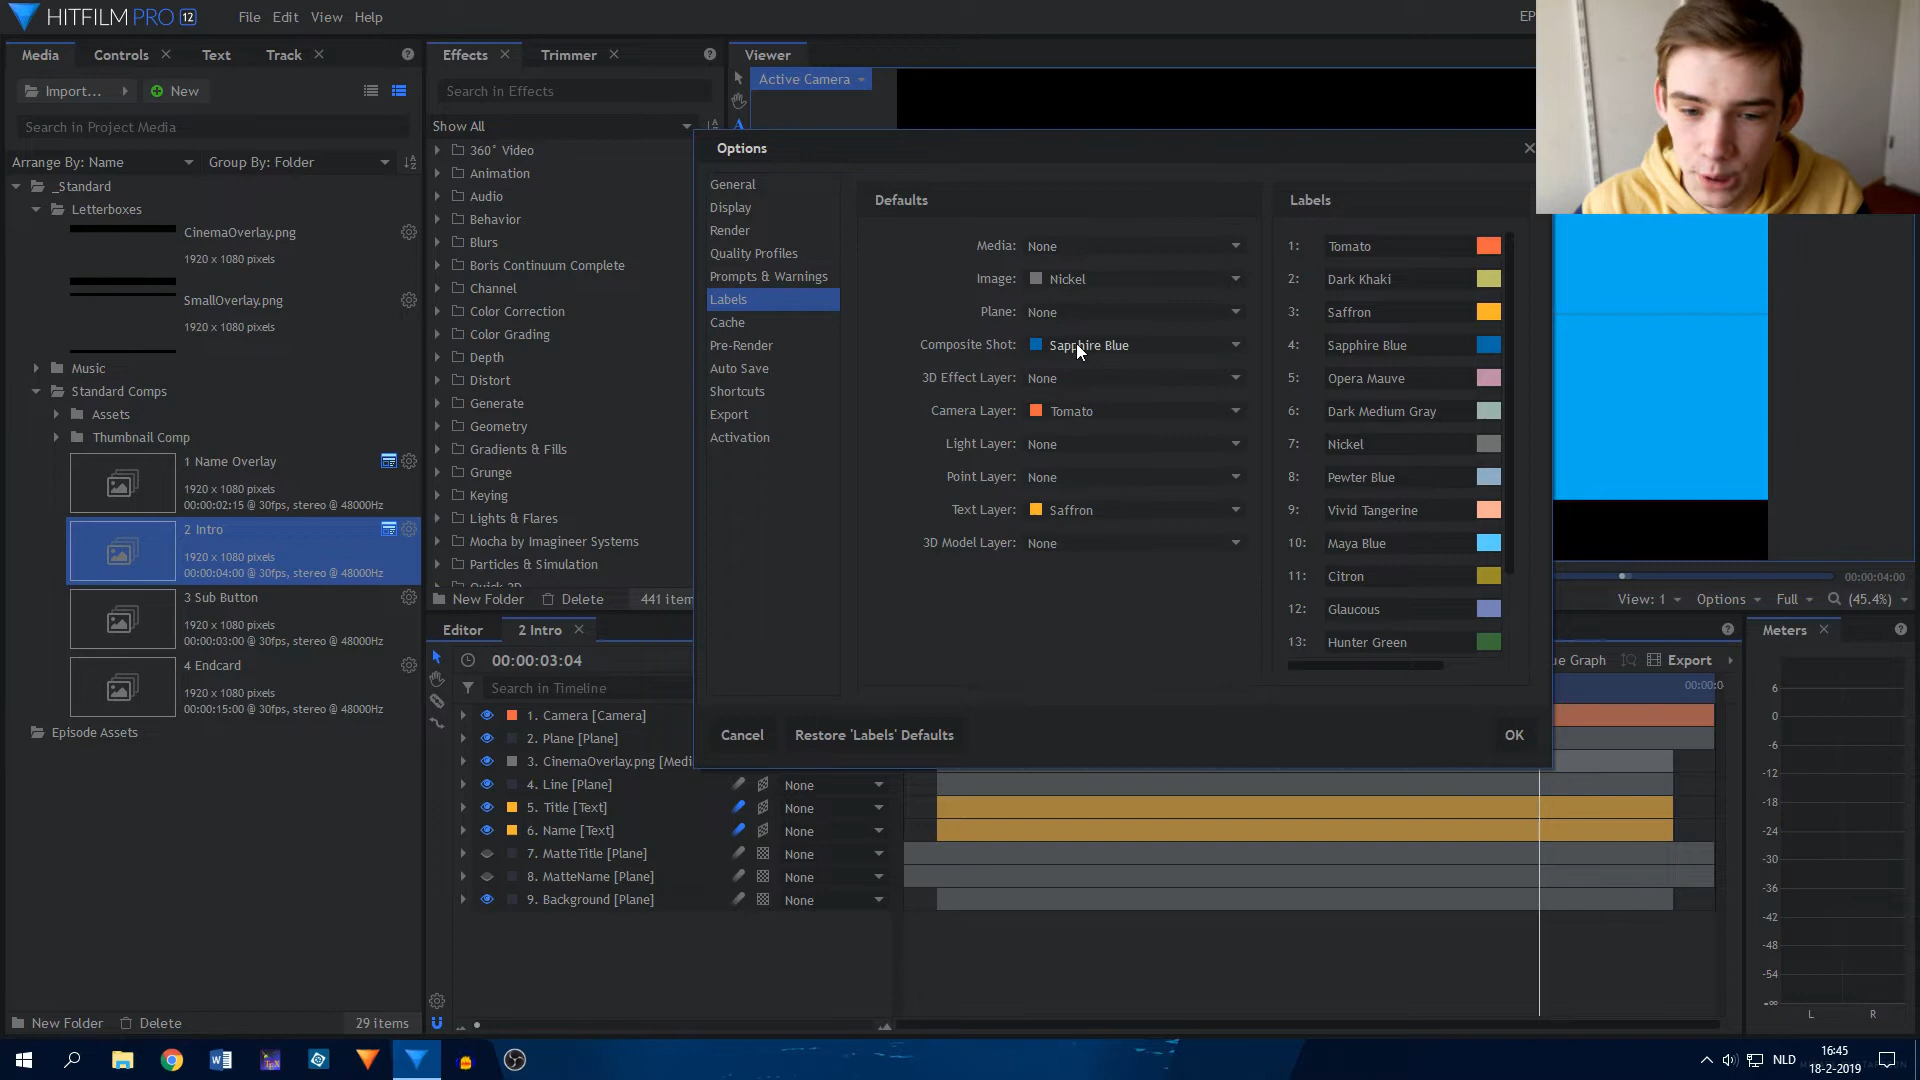 HITFILM PRO 12
File Edit View Help
EP
Media Controls Text Track
Effects Trimmer
Viewer
Import... New
Search in Effects
Active Camera
Search in Project Media
Show All
Arrange By: Name Group By: Folder
_Standard
Letterboxes
CinemaOverlay.png
1920 x 1080 pixels
SmallOverlay.png
1920 x 1080 pixels
Music
Standard Comps
Assets
Thumbnail Comp
1 Name Overlay
1920 x 1080 pixels
00:00:02:15 @ 30fps, stereo @ 48000Hz
2 Intro
1920 x 1080 pixels
00:00:04:00 @ 30fps, stereo @ 48000Hz
3 Sub Button
1920 x 1080 pixels
00:00:03:00 @ 30fps, stereo @ 48000Hz
4 Endcard
1920 x 1080 pixels
00:00:15:00 @ 30fps, stereo @ 48000Hz
Episode Assets
New Folder Delete 29 items
360° Video
Animation
Audio
Behavior
Blurs
Boris Continuum Complete
Channel
Color Correction
Color Grading
Depth
Distort
Generate
Geometry
Gradients & Fills
Grunge
Keying
Lights & Flares
Mocha by Imagineer Systems
Particles & Simulation
Quick 3D
New Folder Delete 441 item
Options
General
Display
Render
Quality Profiles
Prompts & Warnings
Labels
Cache
Pre-Render
Auto Save
Shortcuts
Export
Activation
Defaults
Media: None
Image: Nickel
Plane: None
Composite Shot: Sapphire Blue
3D Effect Layer: None
Camera Layer: Tomato
Light Layer: None
Point Layer: None
Text Layer: Saffron
3D Model Layer: None
Labels
1: Tomato
2: Dark Khaki
3: Saffron
4: Sapphire Blue
5: Opera Mauve
6: Dark Medium Gray
7: Nickel
8: Pewter Blue
9: Vivid Tangerine
10: Maya Blue
11: Citron
12: Glaucous
13: Hunter Green
Cancel Restore 'Labels' Defaults OK
00:00:04:00
View: 1 Options Full (45.4%)
Editor 2 Intro
00:00:03:04
ue Graph Export
Search in Timeline
00:00:0
1. Camera [Camera]
2. Plane [Plane]
3. CinemaOverlay.png [Medi
4. Line [Plane] None
5. Title [Text] None
6. Name [Text] None
7. MatteTitle [Plane] None
8. MatteName [Plane] None
9. Background [Plane] None
Meters
6
0
-6
-12
-18
-24
-30
-36
-42
-48
-54
-∞
L R
NLD
16:45
18-2-2019